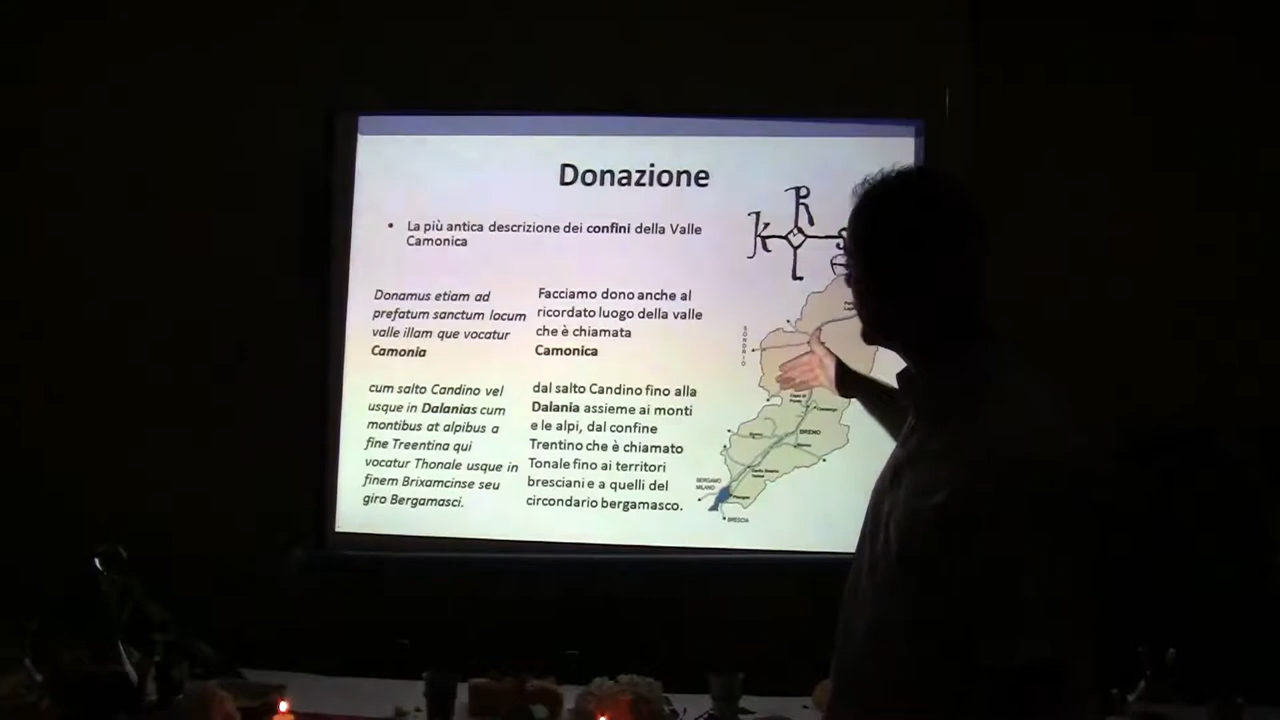 Donazione
• La più antica descrizione dei confini della Valle
Camonica
Donamus etiam ad
prefatum sanctum locum
valle illam que vocatur
Camonia
Facciamo dono anche al
ricordato luogo della valle
che è chiamata
Camonica
cum salto Candino vel
usque in Dalanias cum
montibus at alpibus a
fine Treentina qui
vocatur Thonale usque in
finem Brixamcinse seu
giro Bergamasci.
dal salto Candino fino alla
Dalania assieme ai monti
e le alpi, dal confine
Trentino che è chiamato
Tonale fino ai territori
bresciani e a quelli del
circondario bergamasco.
K R S
L
SONDRIO
BRENO
BERGAMO
MILANO
BRESCIA